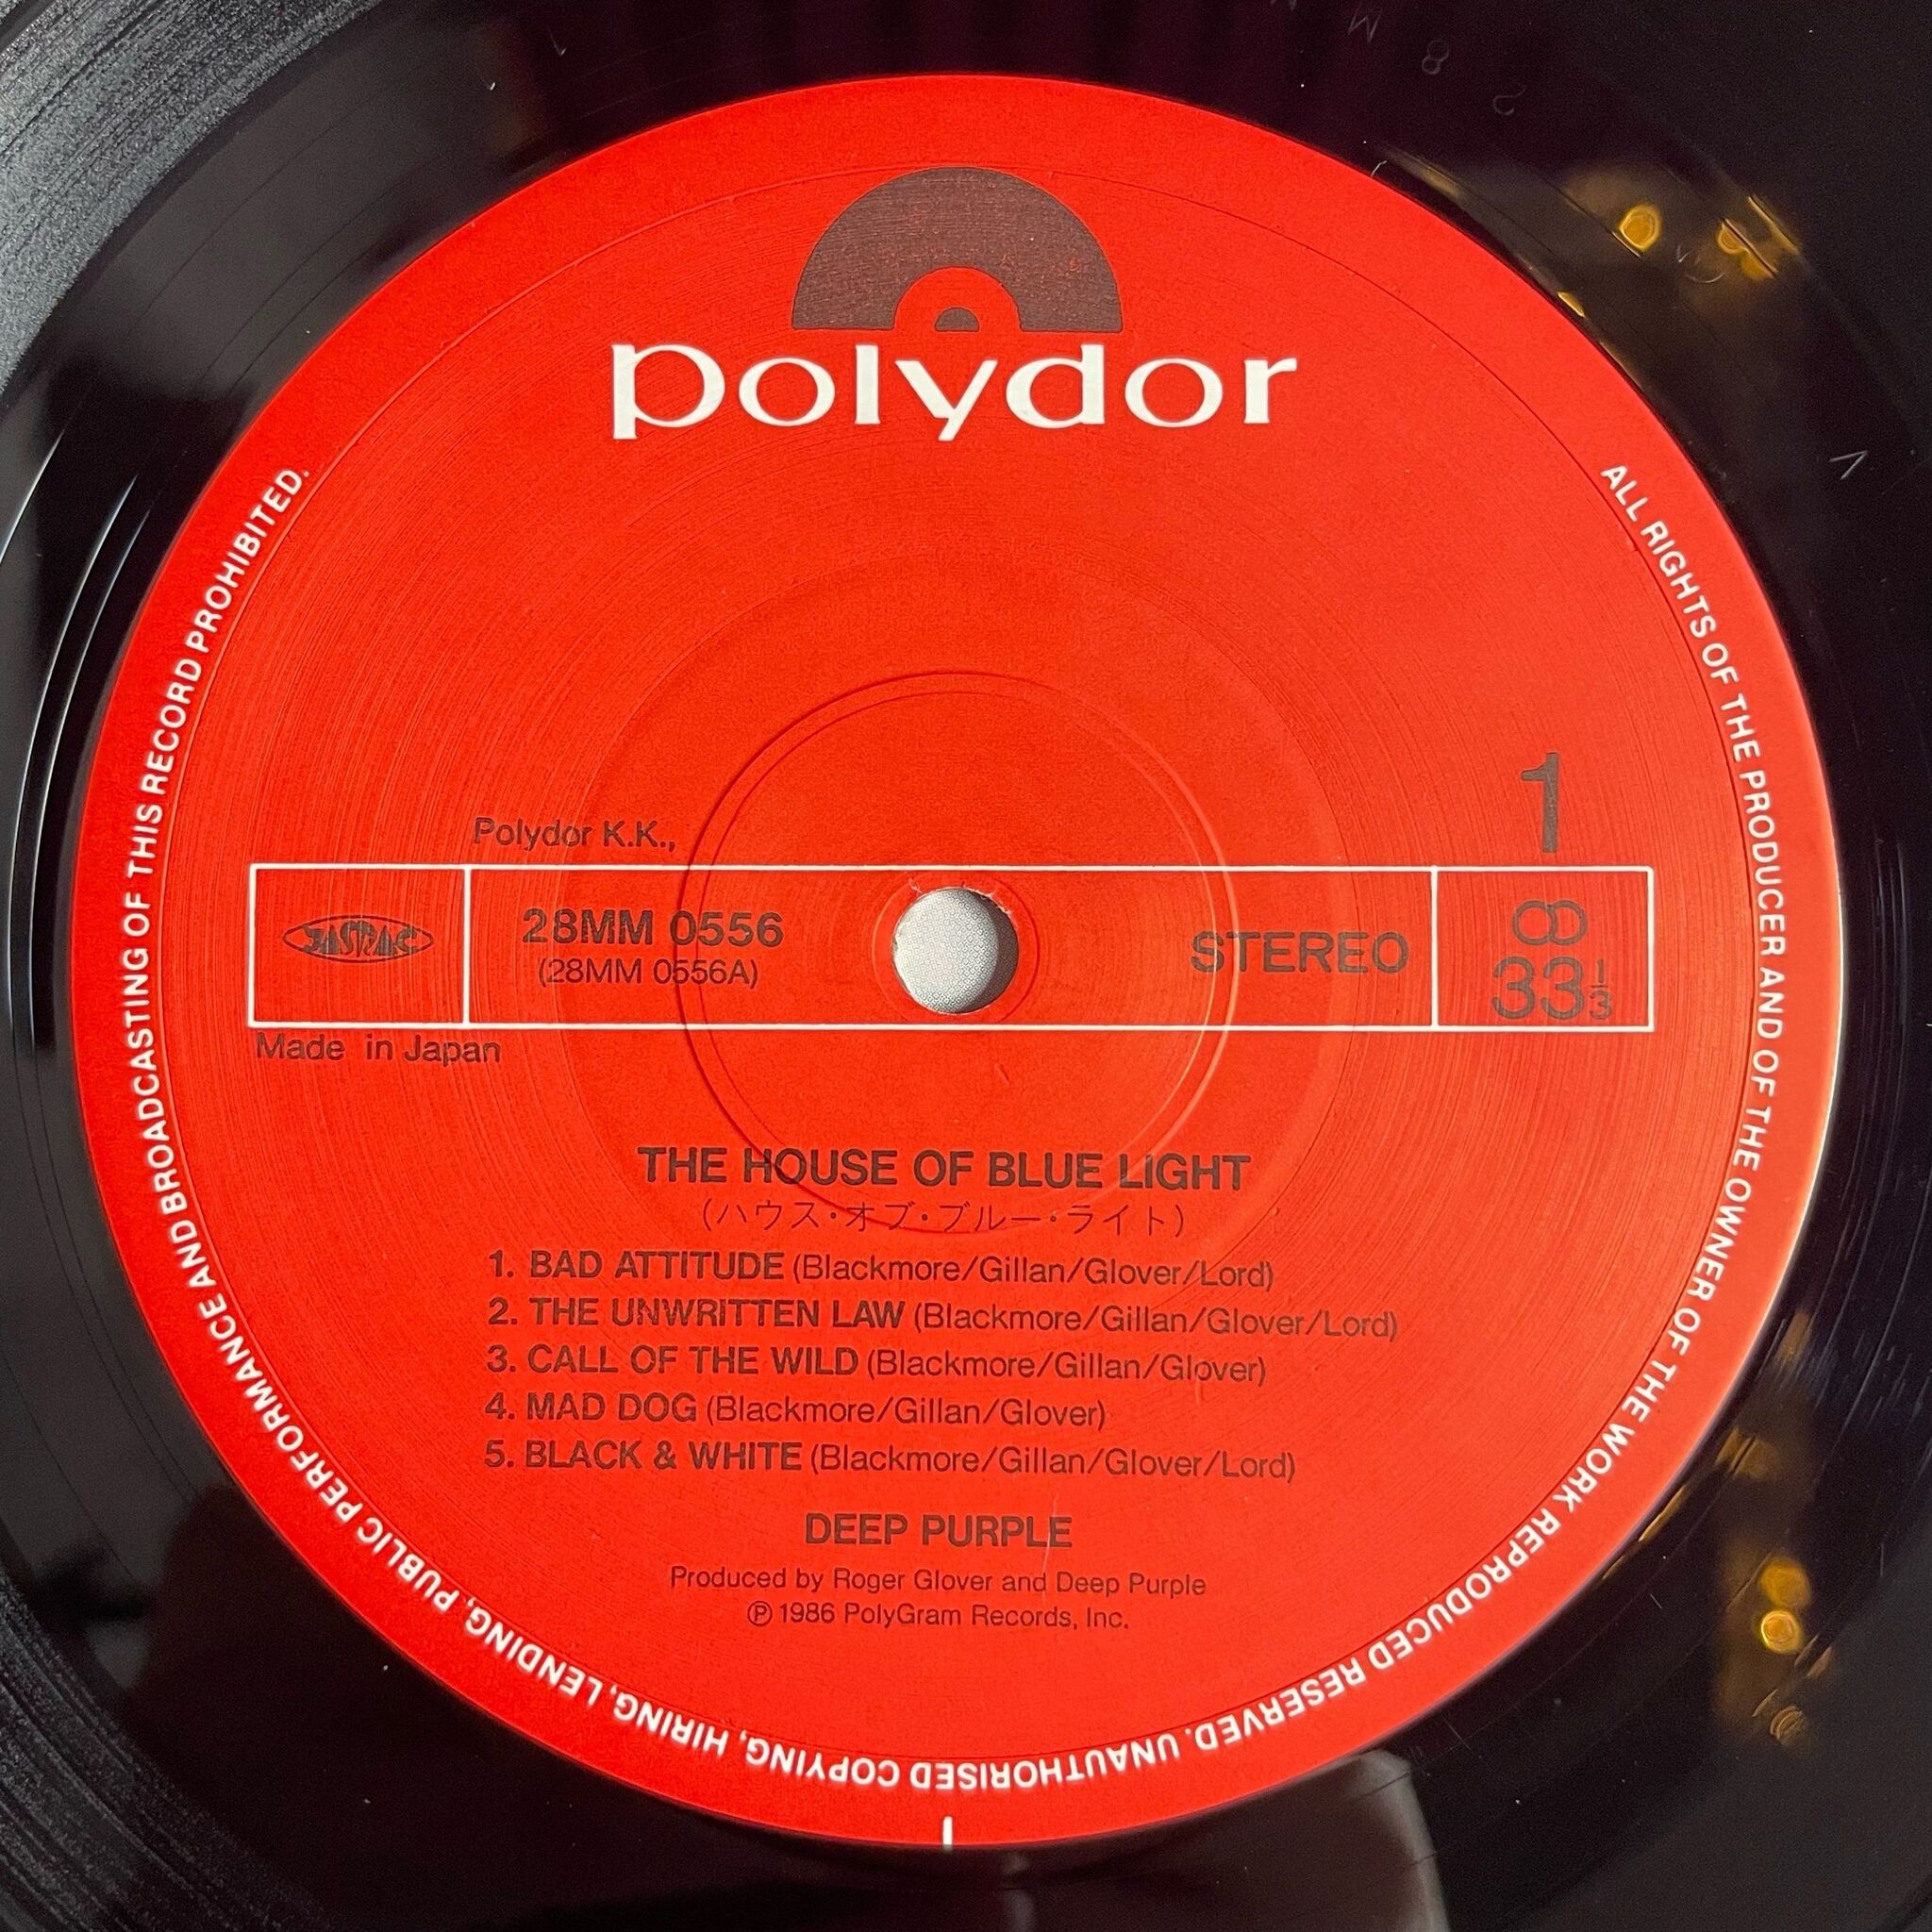 polydor
ALL RIGHTS OF THE PRODUCER AND OF THE OWNER OF THE WORK REPRODUCED RESERVED. UNAUTHORISED COPYING, HIRING, LENDING, PUBLIC PERFORMANCE AND BROADCASTING OF THIS RECORD PROHIBITED.
1
Polydor K.K.,
JASRAC
28MM 0556
(28MM 0556A)
STEREO
33 1/3
Made in Japan
THE HOUSE OF BLUE LIGHT
(ハウス・オブ・ブルー・ライト)
1. BAD ATTITUDE (Blackmore/Gillan/Glover/Lord)
2. THE UNWRITTEN LAW (Blackmore/Gillan/Glover/Lord)
3. CALL OF THE WILD (Blackmore/Gillan/Glover)
4. MAD DOG (Blackmore/Gillan/Glover)
5. BLACK & WHITE (Blackmore/Gillan/Glover/Lord)
DEEP PURPLE
Produced by Roger Glover and Deep Purple
℗ 1986 PolyGram Records, Inc.